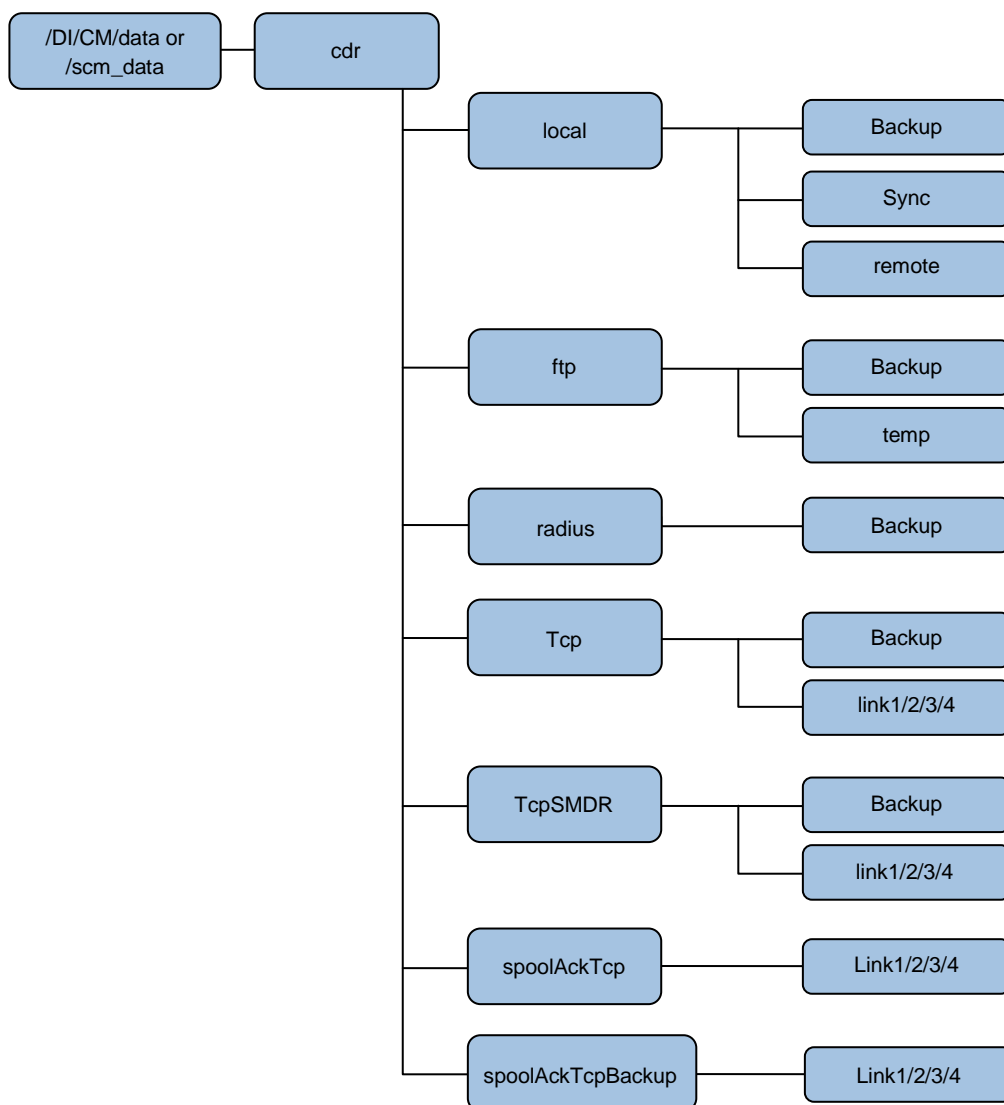 /DI/CM/data or
/scm_data
cdr
local
Backup
Sync
remote
ftp
Backup
temp
radius
Backup
Tcp
Backup
link1/2/3/4
TcpSMDR
Backup
link1/2/3/4
spoolAckTcp
Link1/2/3/4
spoolAckTcpBackup
Link1/2/3/4